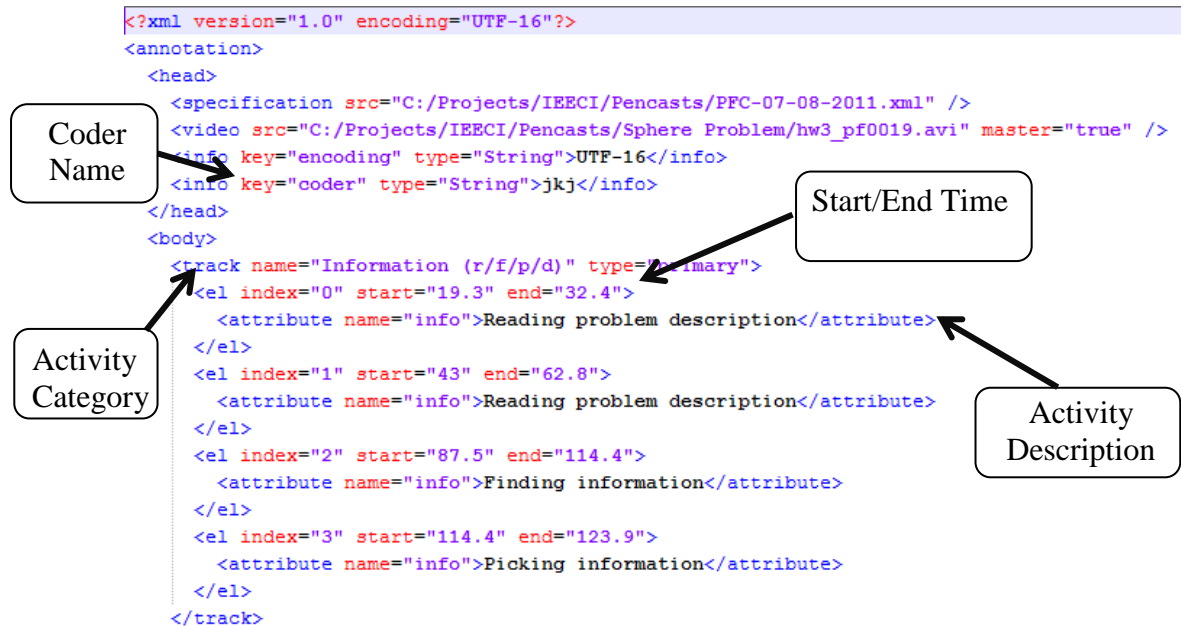 <?xml version="1.0" encoding="UTF-16"?>
<annotation>
<head>
<specification src="C:/Projects/IEECI/Pencasts/PFC-07-08-2011.xml" />
<video src="C:/Projects/IEECI/Pencasts/Sphere Problem/hw3_pf0019.avi" master="true" />
<info key="encoding" type="String">UTF-16</info>
<info key="coder" type="String">jkj</info>
</head>
<body>
<track name="Information (r/f/p/d)" type="primary">
<el index="0" start="19.3" end="32.4">
<attribute name="info">Reading problem description</attribute>
</el>
<el index="1" start="43" end="62.8">
<attribute name="info">Reading problem description</attribute>
</el>
<el index="2" start="87.5" end="114.4">
<attribute name="info">Finding information</attribute>
</el>
<el index="3" start="114.4" end="123.9">
<attribute name="info">Picking information</attribute>
</el>
</track>
Coder
Name
Start/End Time
Activity
Category
Activity
Description